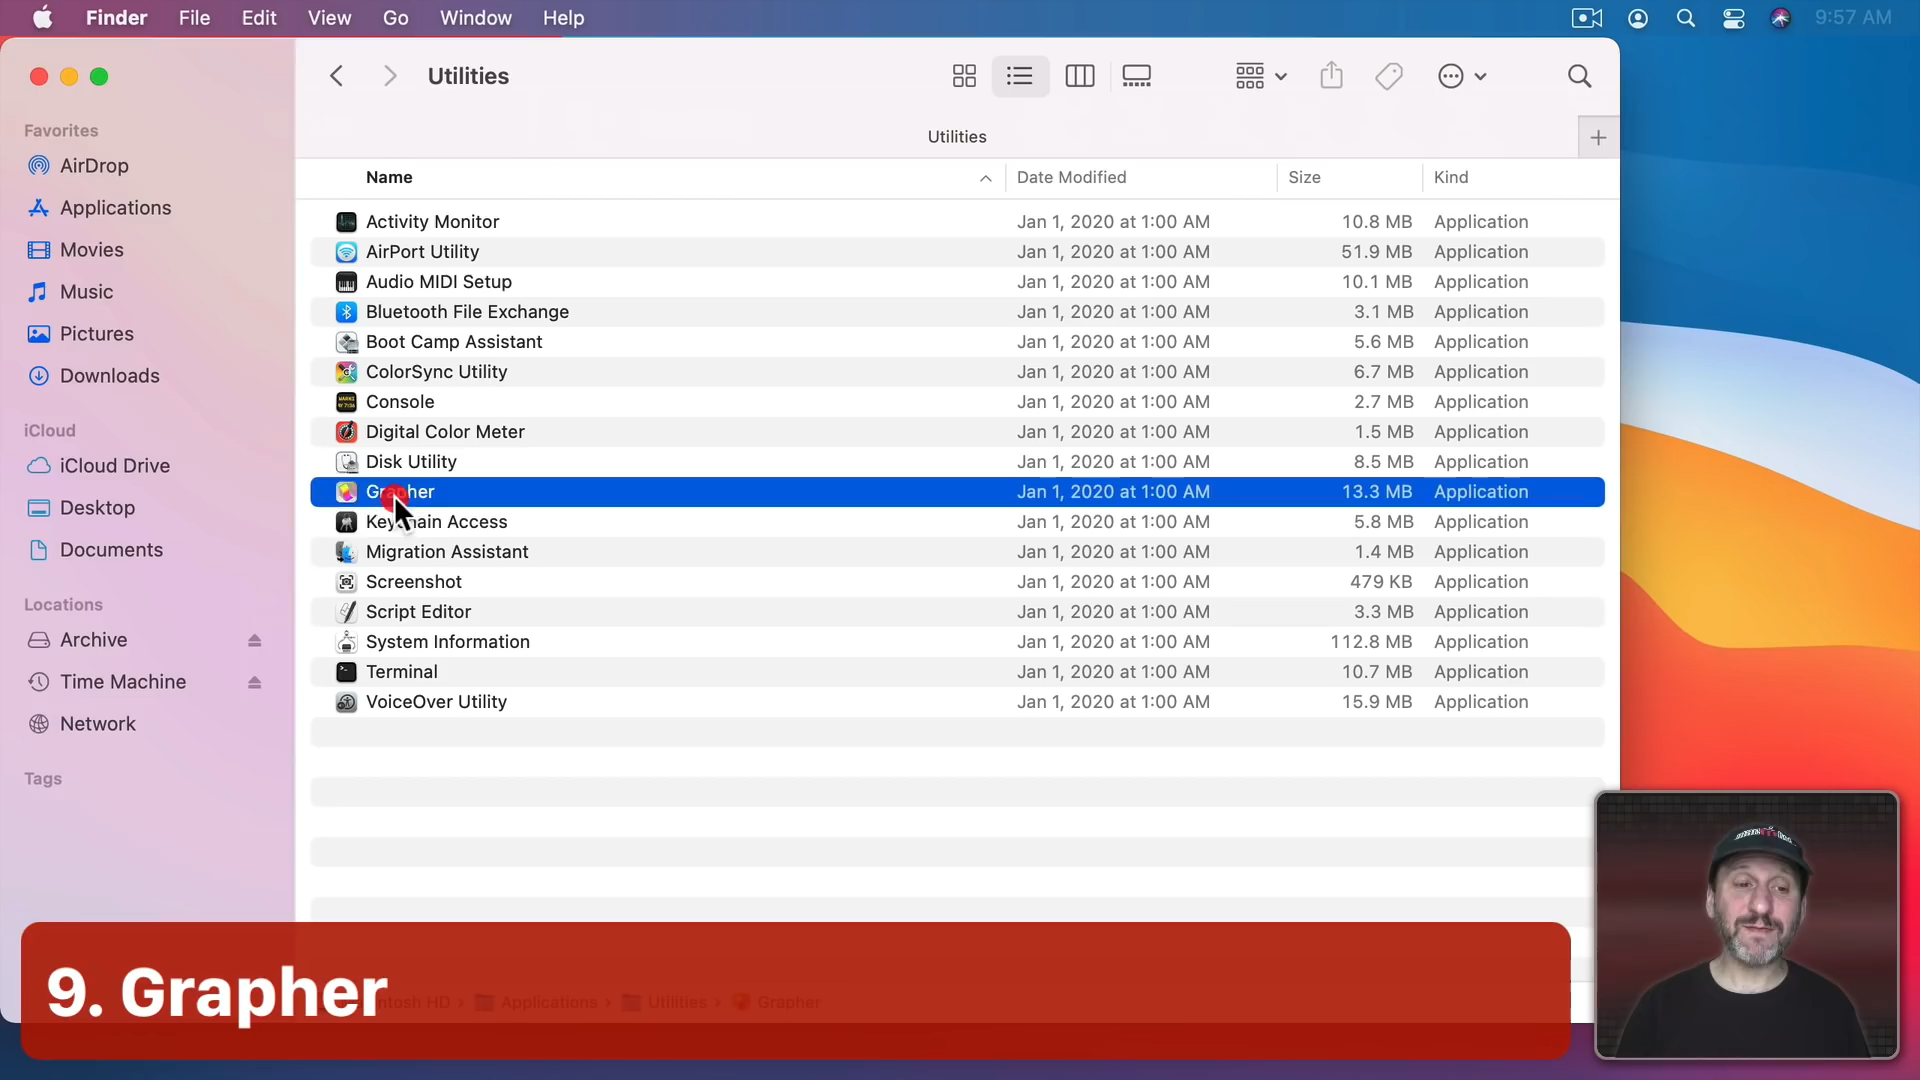 Finder File Edit View Go Window Help 9:57 AM
Utilities
Utilities
Favorites
AirDrop
Applications
Movies
Music
Pictures
Downloads
iCloud
iCloud Drive
Desktop
Documents
Locations
Archive
Time Machine
Network
Tags
Name Date Modified Size Kind
Activity Monitor Jan 1, 2020 at 1:00 AM 10.8 MB Application
AirPort Utility Jan 1, 2020 at 1:00 AM 51.9 MB Application
Audio MIDI Setup Jan 1, 2020 at 1:00 AM 10.1 MB Application
Bluetooth File Exchange Jan 1, 2020 at 1:00 AM 3.1 MB Application
Boot Camp Assistant Jan 1, 2020 at 1:00 AM 5.6 MB Application
ColorSync Utility Jan 1, 2020 at 1:00 AM 6.7 MB Application
Console Jan 1, 2020 at 1:00 AM 2.7 MB Application
Digital Color Meter Jan 1, 2020 at 1:00 AM 1.5 MB Application
Disk Utility Jan 1, 2020 at 1:00 AM 8.5 MB Application
Grapher Jan 1, 2020 at 1:00 AM 13.3 MB Application
Keychain Access Jan 1, 2020 at 1:00 AM 5.8 MB Application
Migration Assistant Jan 1, 2020 at 1:00 AM 1.4 MB Application
Screenshot Jan 1, 2020 at 1:00 AM 479 KB Application
Script Editor Jan 1, 2020 at 1:00 AM 3.3 MB Application
System Information Jan 1, 2020 at 1:00 AM 112.8 MB Application
Terminal Jan 1, 2020 at 1:00 AM 10.7 MB Application
VoiceOver Utility Jan 1, 2020 at 1:00 AM 15.9 MB Application
9. Grapher
HD › Applications › Utilities › Grapher